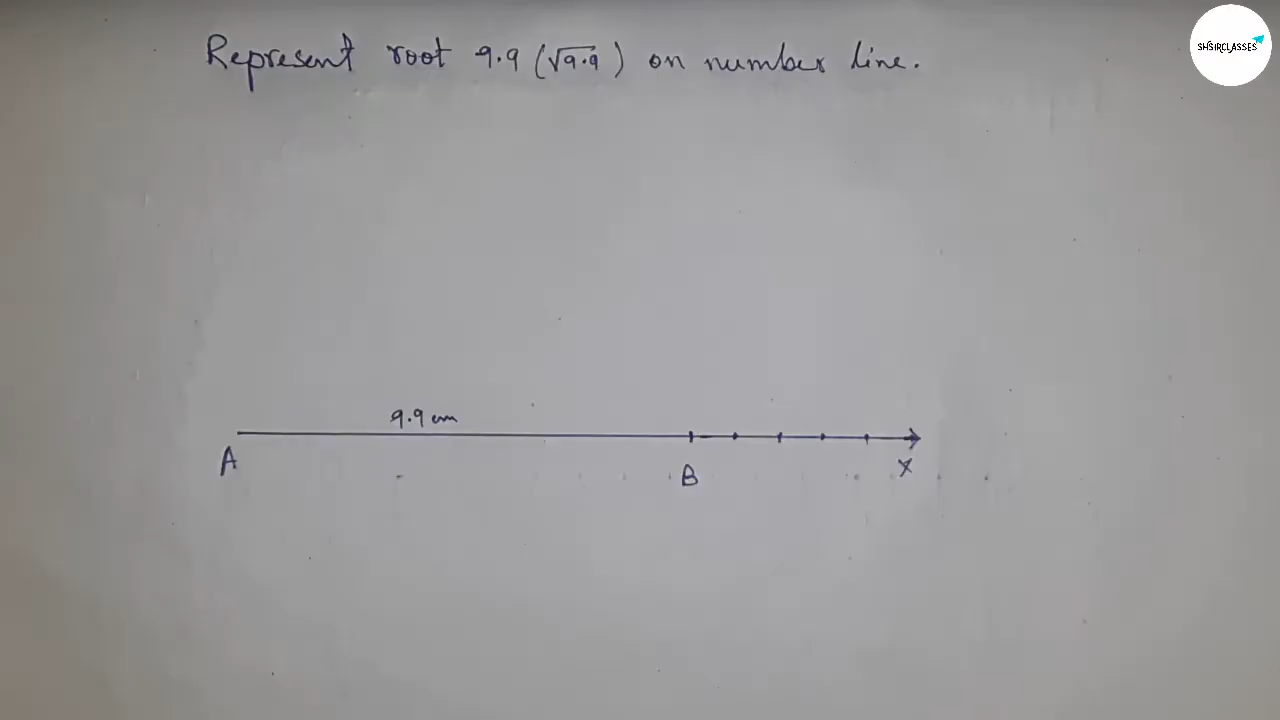 Represent root 9.9 (√9.9) on number line.
SHSIRCLASSES
9.9 cm
A
B
X